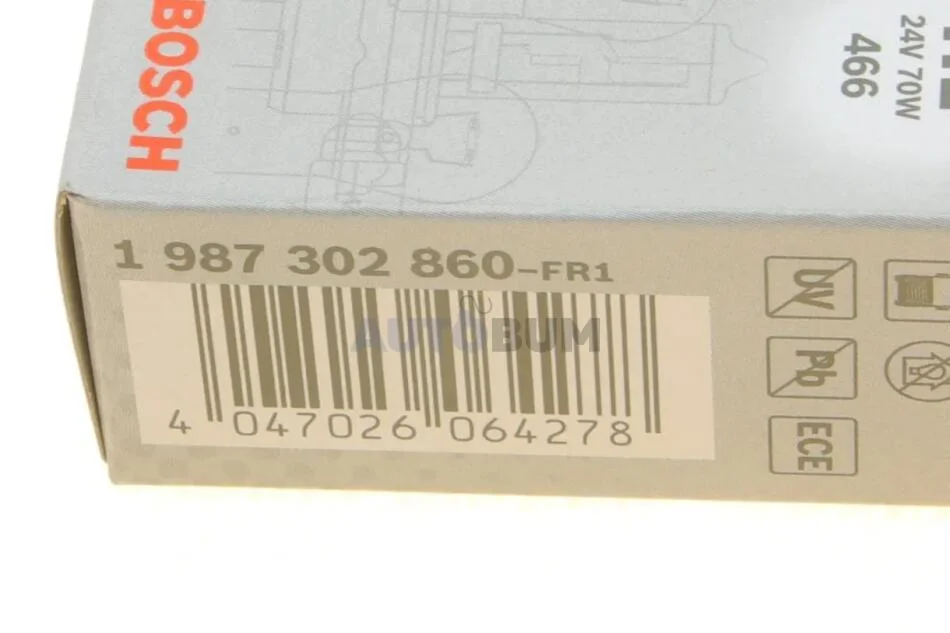 BOSCH
24V 70W
466
1 987 302 860-FR1
AUTOBUM
4 047026 064278
UV
Pb
ECE